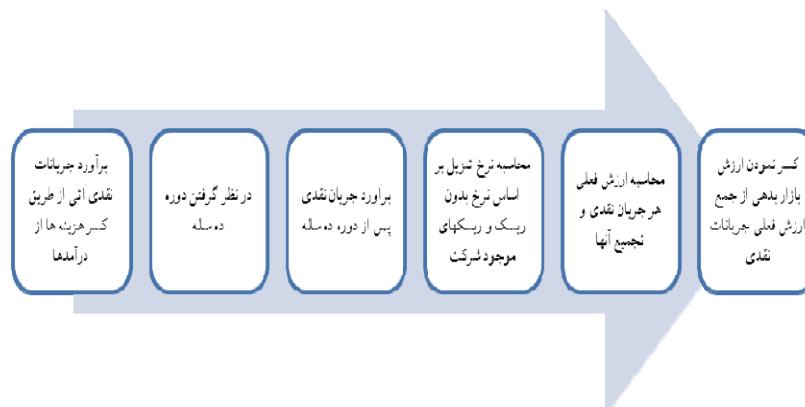 برآورد جریانات
نقدی اتی از طریق
کسر هزینه ها از
درآمدها
در نظر گرفتن دوره
ده ساله
برآورد جریان نقدی
پس از دوره ده ساله
محاسبه نرخ تنزیل بر
اساس نرخ بدون
ریسک و ریسکهای
موجود شرکت
محاسبه ارزش فعلی
هر جریان نقدی و
تجمیع آنها
کسر نمودن ارزش
بازار بدهی از جمع
ارزش فعلی جریانات
نقدی